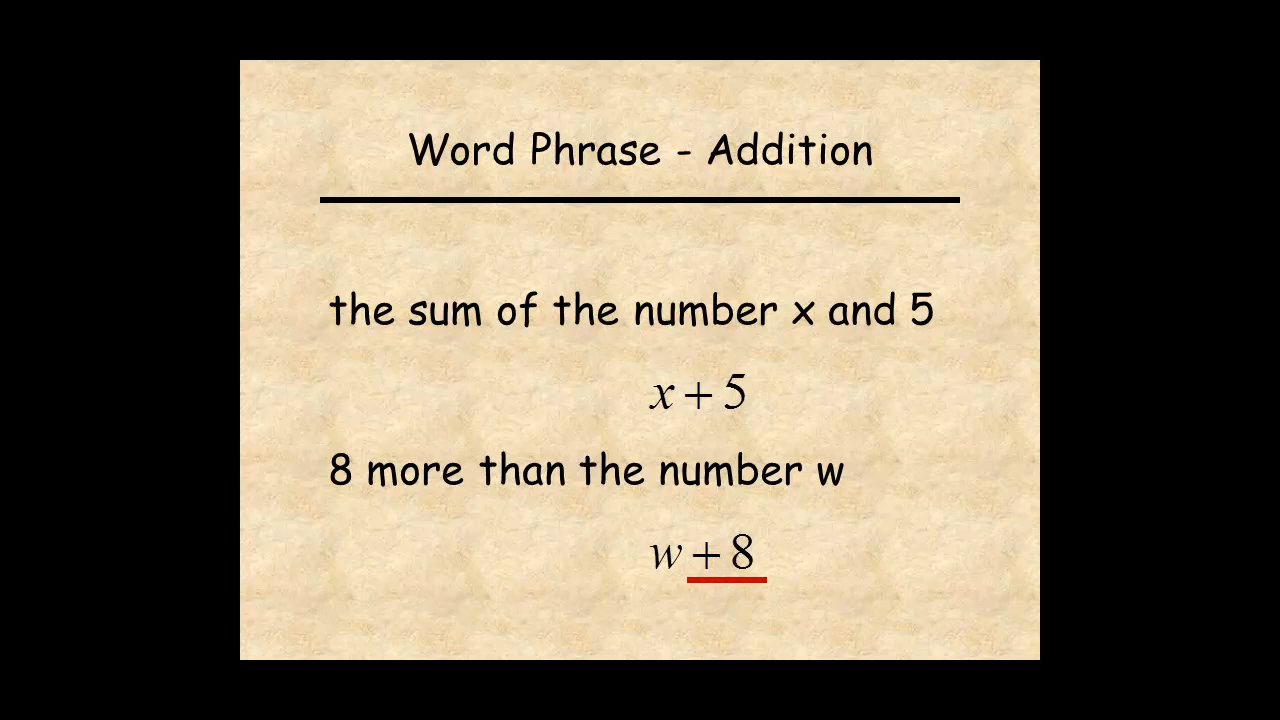 Word Phrase - Addition
the sum of the number x and 5
x + 5
8 more than the number w
w + 8